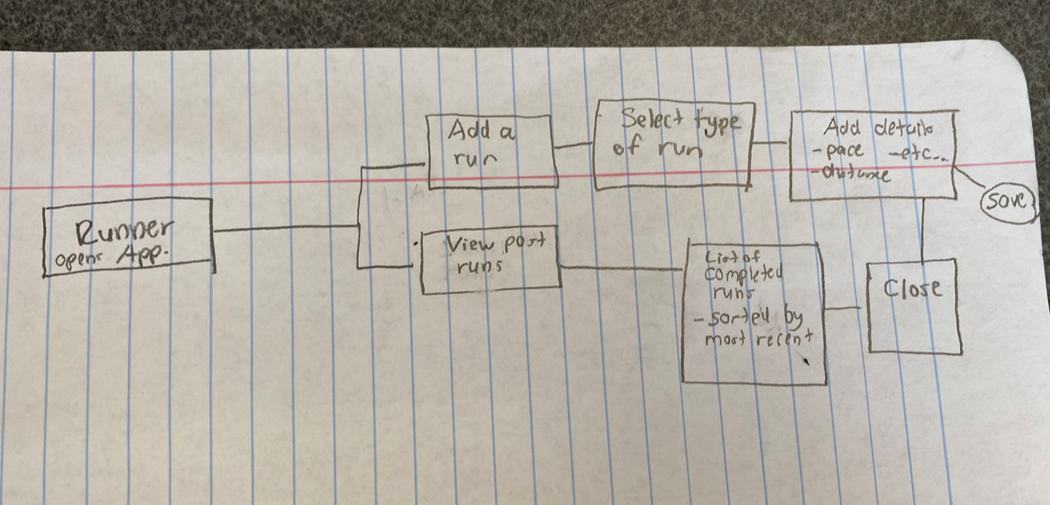 Runner
opens App.
Add a
run
Select type
of run
Add details
-pace -etc...
-distance
save
View past
runs
List of
completed
runs
-sorted by
most recent
Close